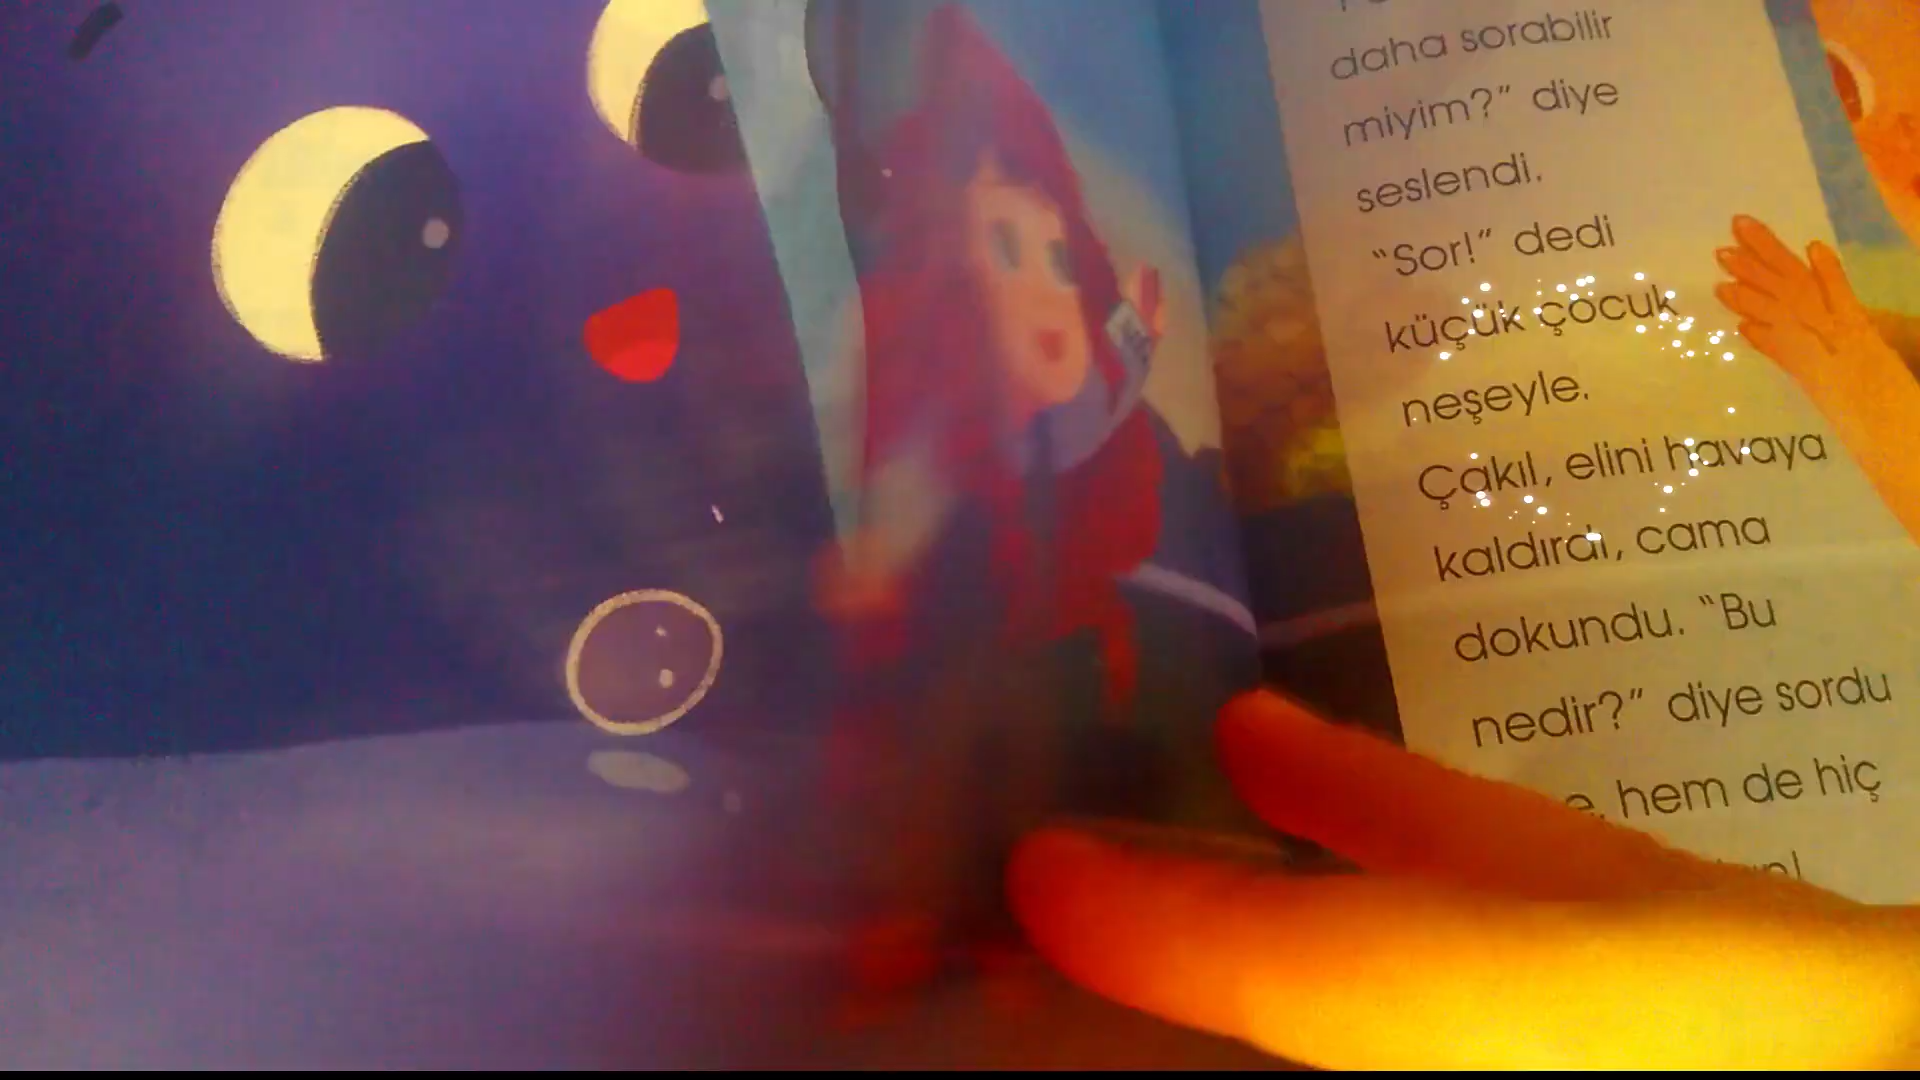 daha sorabilir
miyim?” diye
seslendi.
“Sor!” dedi
küçük çocuk
neşeyle.
Çakıl, elini havaya
kaldırdı, cama
dokundu. “Bu
nedir?” diye sordu
hem de hiç